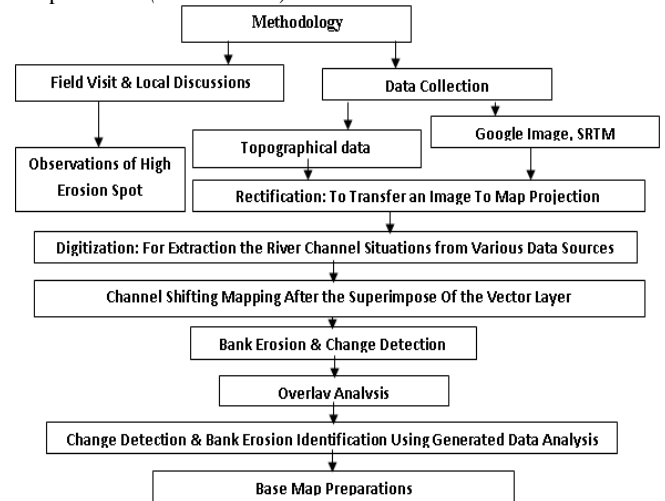 Methodology
Field Visit & Local Discussions
Data Collection
Topographical data
Google Image, SRTM
Observations of High
Erosion Spot
Rectification: To Transfer an Image To Map Projection
Digitization: For Extraction the River Channel Situations from Various Data Sources
Channel Shifting Mapping After the Superimpose Of the Vector Layer
Bank Erosion & Change Detection
Overlay Analysis
Change Detection & Bank Erosion Identification Using Generated Data Analysis
Base Map Preparations